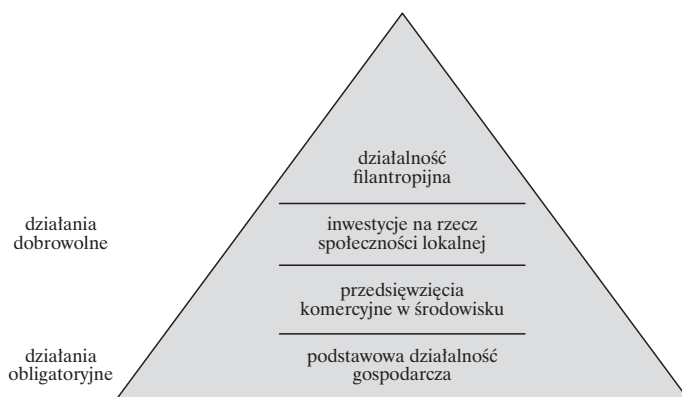 działalność
filantropijna
działania
dobrowolne
inwestycje na rzecz
społeczności lokalnej
przedsięwzięcia
komercyjne w środowisku
działania
obligatoryjne
podstawowa działalność
gospodarcza